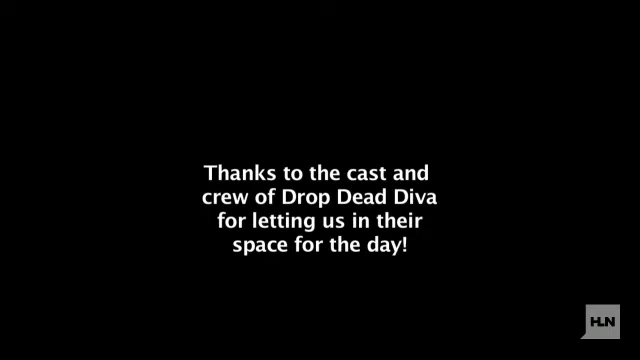 Thanks to the cast and
crew of Drop Dead Diva
for letting us in their
space for the day!
HLN